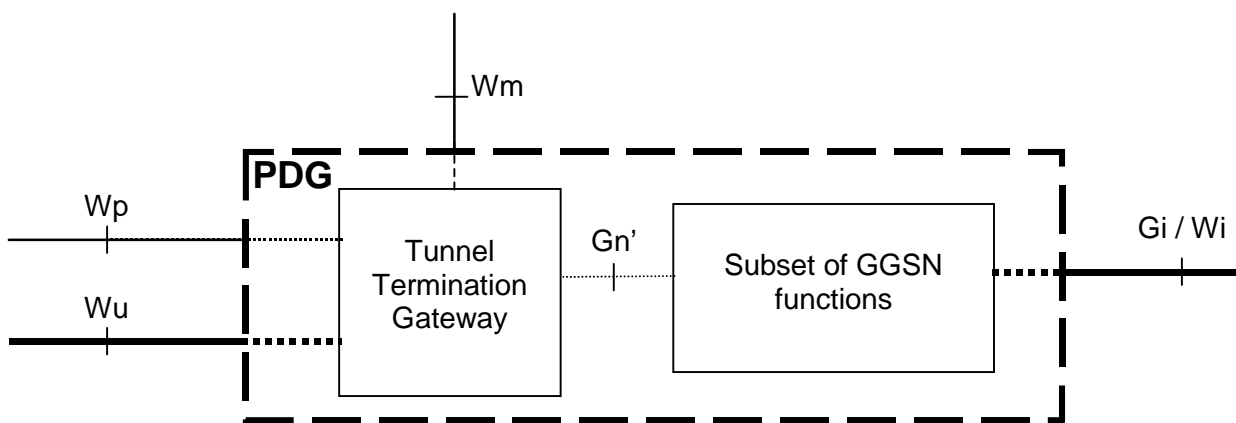 Wm
PDG
Wp
Gn’
Gi / Wi
Tunnel
Termination
Gateway
Subset of GGSN
functions
Wu